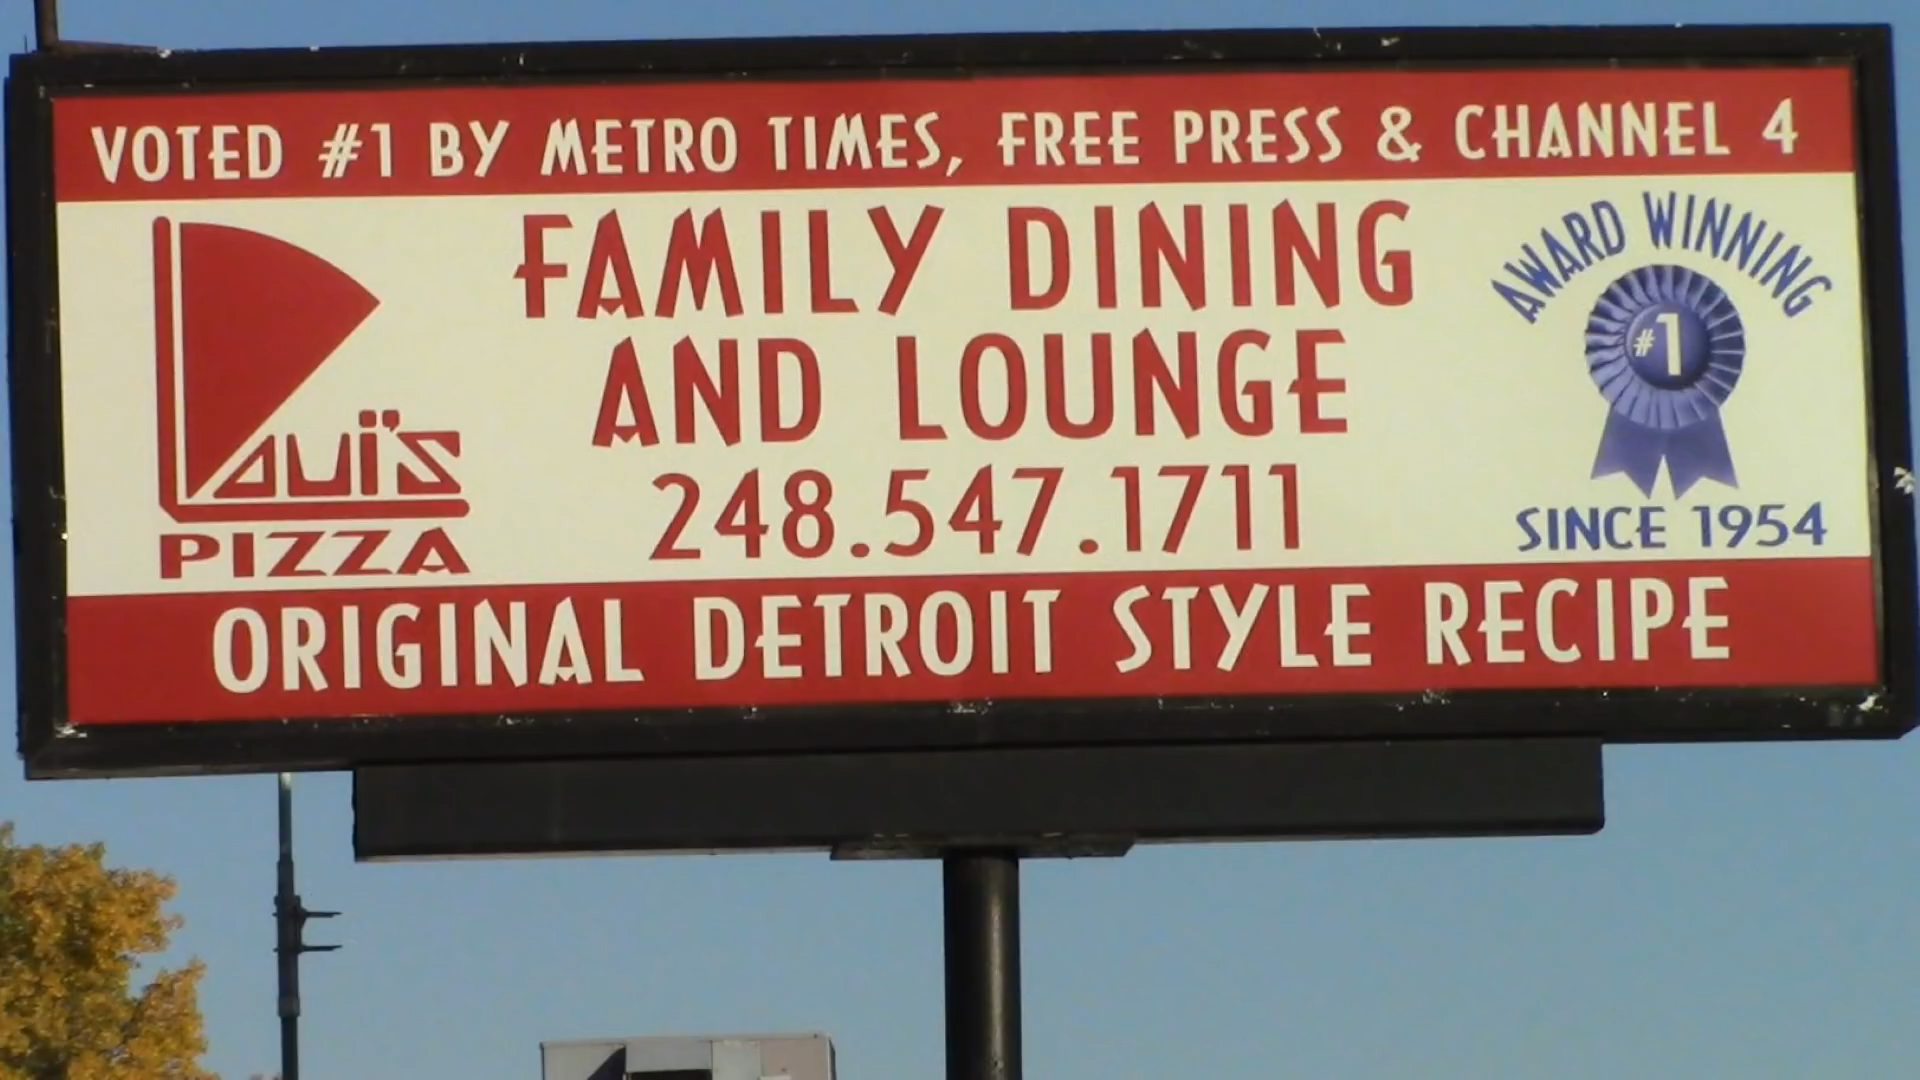 VOTED #1 BY METRO TIMES, FREE PRESS & CHANNEL 4
Loui's
PIZZA
FAMILY DINING
AND LOUNGE
248.547.1711
AWARD WINNING
#1
SINCE 1954
ORIGINAL DETROIT STYLE RECIPE